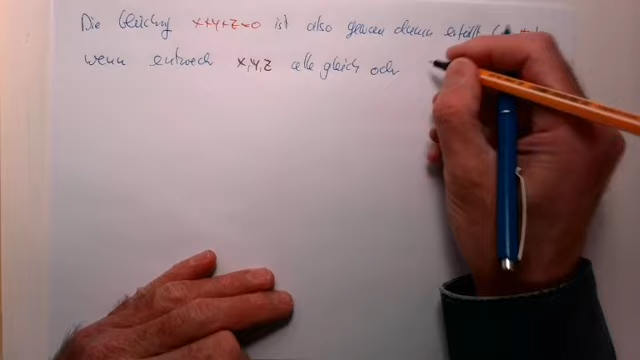 Die Gleichung x+y+z=0 ist also genau dann erfüllt
wenn entweder x,y,z alle gleich oder